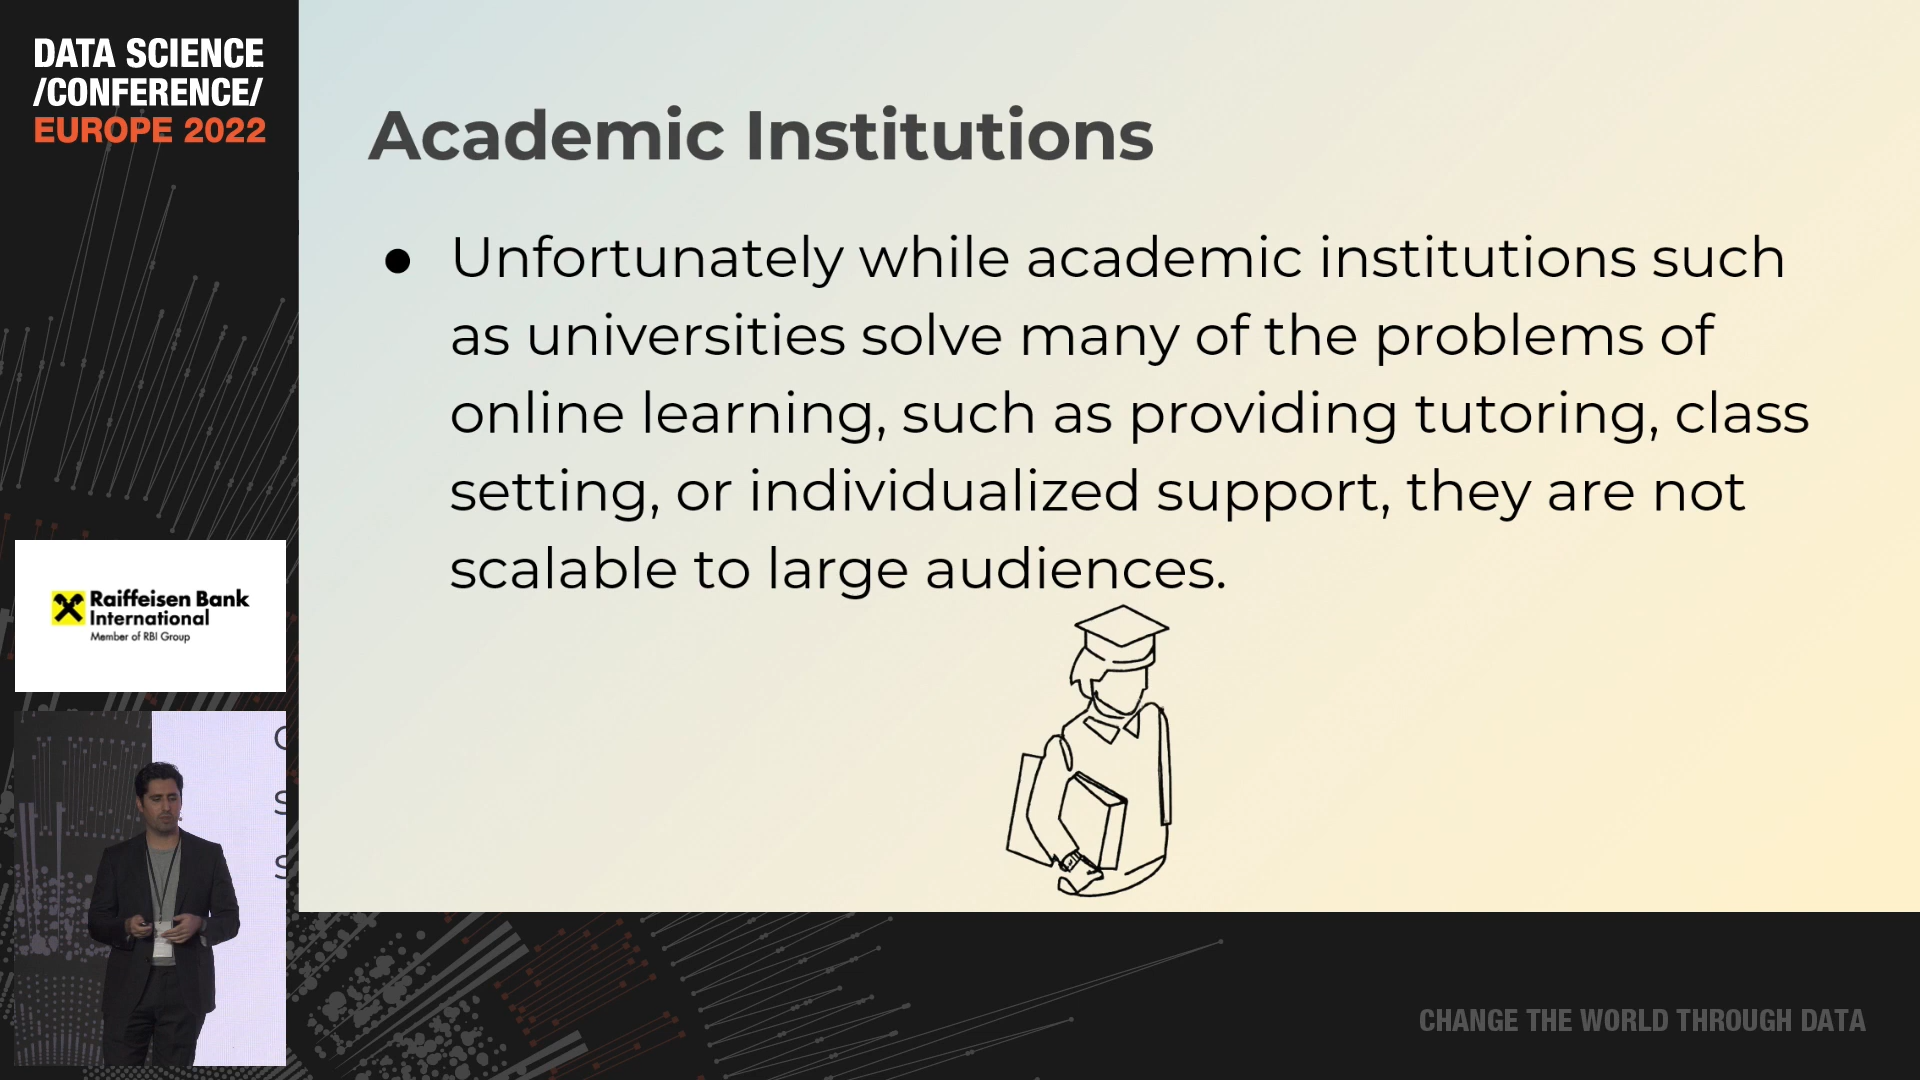 DATA SCIENCE
/CONFERENCE/
EUROPE 2022
Academic Institutions
● Unfortunately while academic institutions such
as universities solve many of the problems of
online learning, such as providing tutoring, class
setting, or individualized support, they are not
scalable to large audiences.
Raiffeisen Bank
International
Member of RBI Group
CHANGE THE WORLD THROUGH DATA